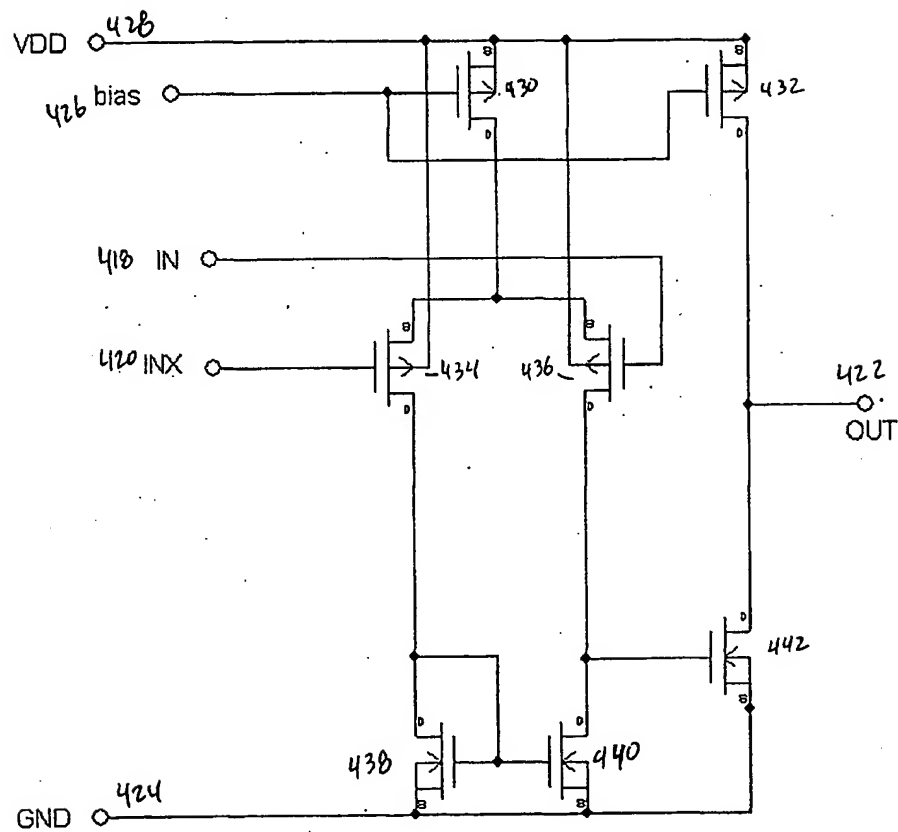 VDD 428
426 bias
430
432
418 IN
420 INX
434
436
422
OUT
442
438
440
GND 424
S
D
S
D
S
D
S
D
D
S
D
S
D
S